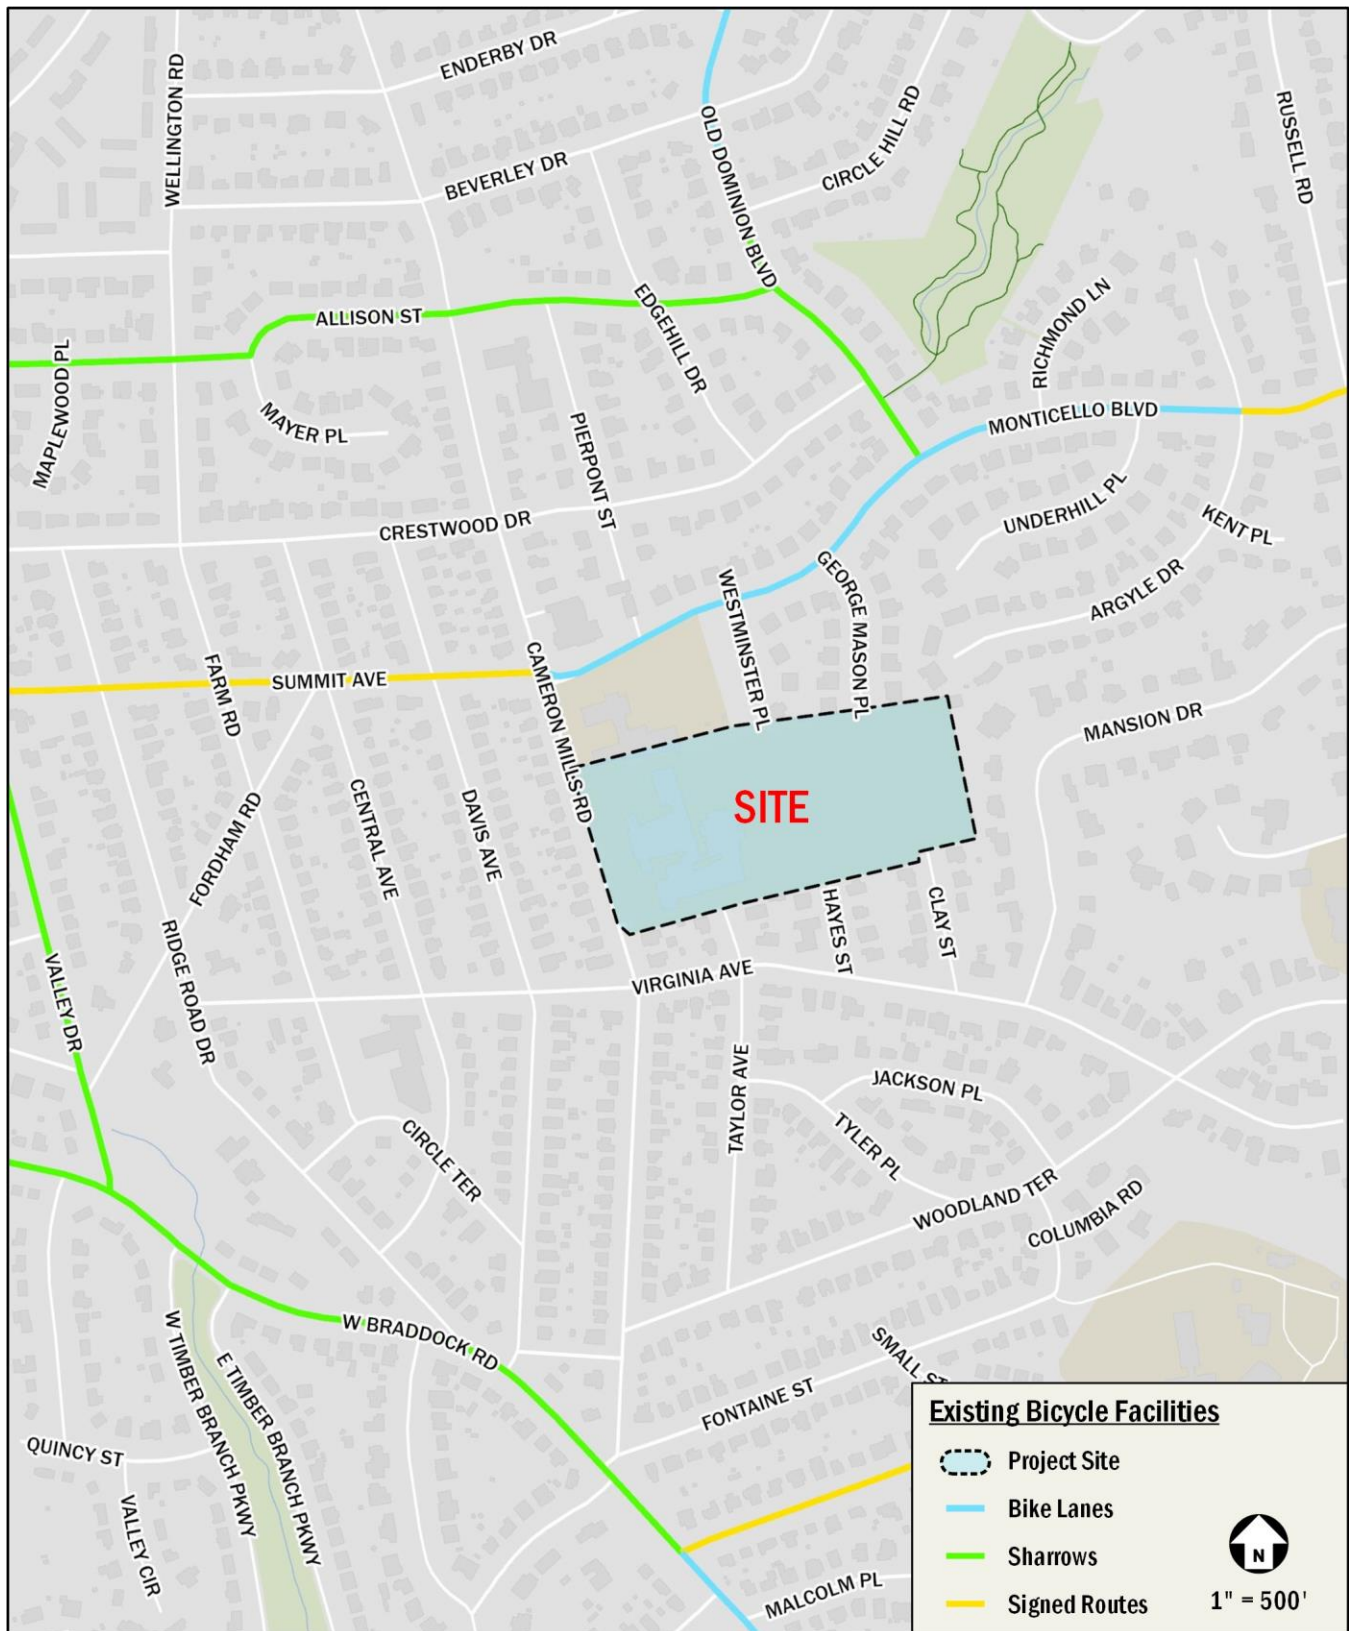 ENDERBY DR
WELLINGTON RD
BEVERLEY DR
OLD DOMINION BLVD
CIRCLE HILL RD
RUSSELL RD
ALLISON ST
EDGEHILL DR
RICHMOND LN
MAPLEWOOD PL
MAYER PL
PIERPONT ST
MONTICELLO BLVD
CRESTWOOD DR
UNDERHILL PL
KENT PL
WESTMINSTER PL
GEORGE MASON PL
ARGYLE DR
SUMMIT AVE
FARM RD
CAMERON MILLS RD
MANSION DR
FORDHAM RD
CENTRAL AVE
DAVIS AVE
SITE
HAYES ST
CLAY ST
VALLEY DR
RIDGE ROAD DR
VIRGINIA AVE
TAYLOR AVE
JACKSON PL
TYLER PL
CIRCLE TER
WOODLAND TER
COLUMBIA RD
W BRADDOCK RD
W TIMBER BRANCH PKWY
E TIMBER BRANCH PKWY
SMALL ST
FONTAINE ST
QUINCY ST
VALLEY CIR
MALCOLM PL
Existing Bicycle Facilities
Project Site
Bike Lanes
Sharrows
Signed Routes
N
1" = 500'